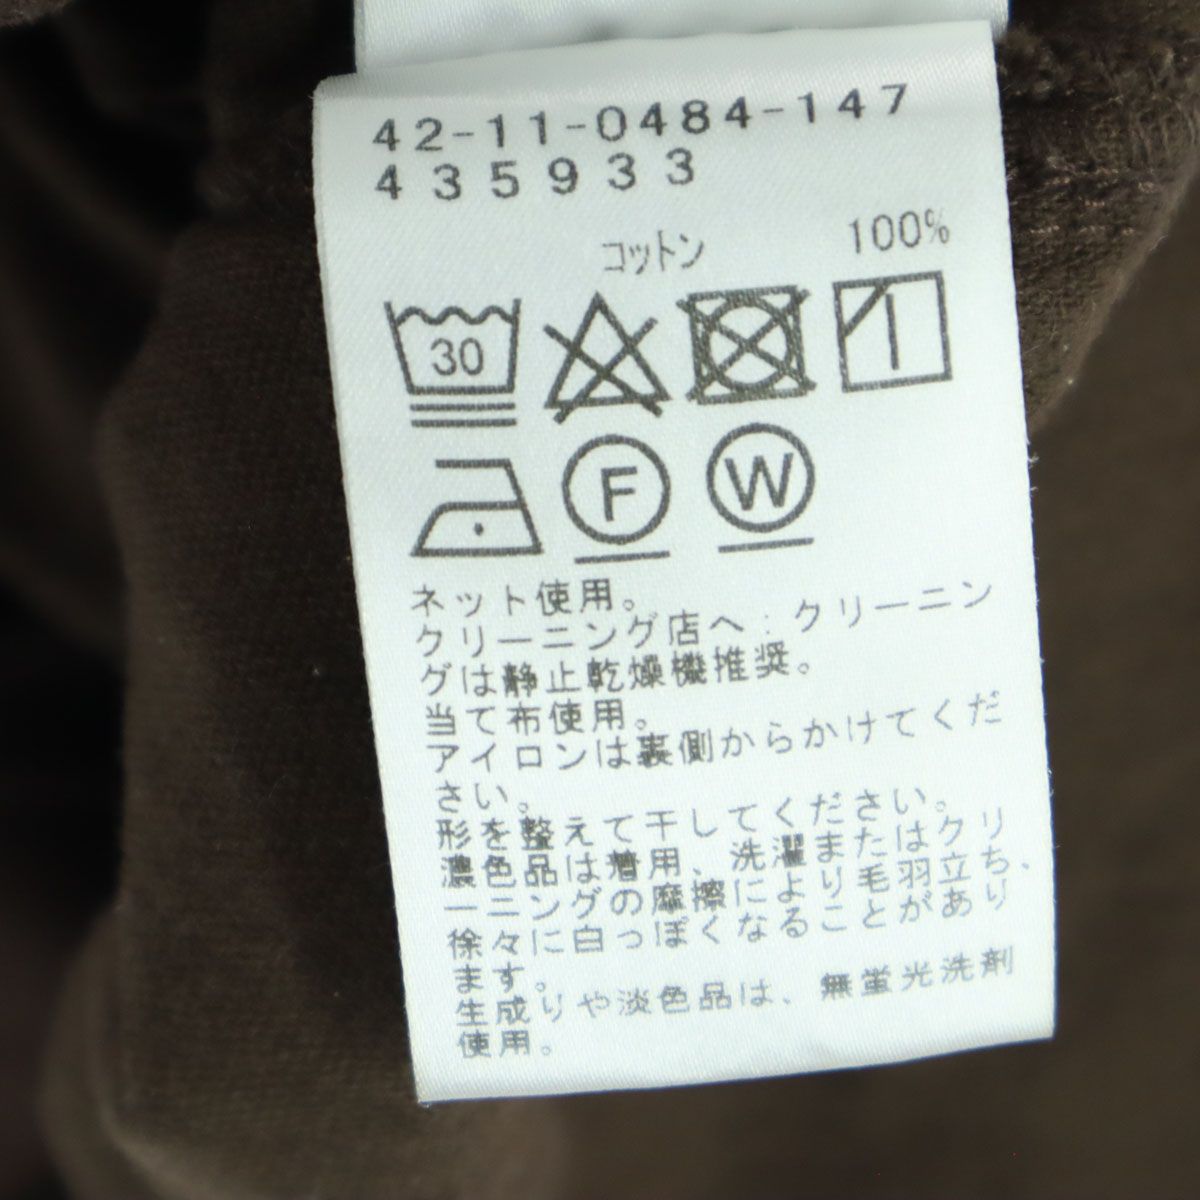 42-11-0484-147
435933
コットン 100%
30
F W
ネット使用。
クリーニング店へ:クリーニン
グは静止乾燥機推奨。
当て布使用。
アイロンは裏側からかけてくだ
さい。
形を整えて干してください。
濃色品は着用、洗濯またはクリ
ーニングの摩擦により毛羽立ち、
徐々に白っぽくなることがあり
ます。
生成りや淡色品は、無蛍光洗剤
使用。